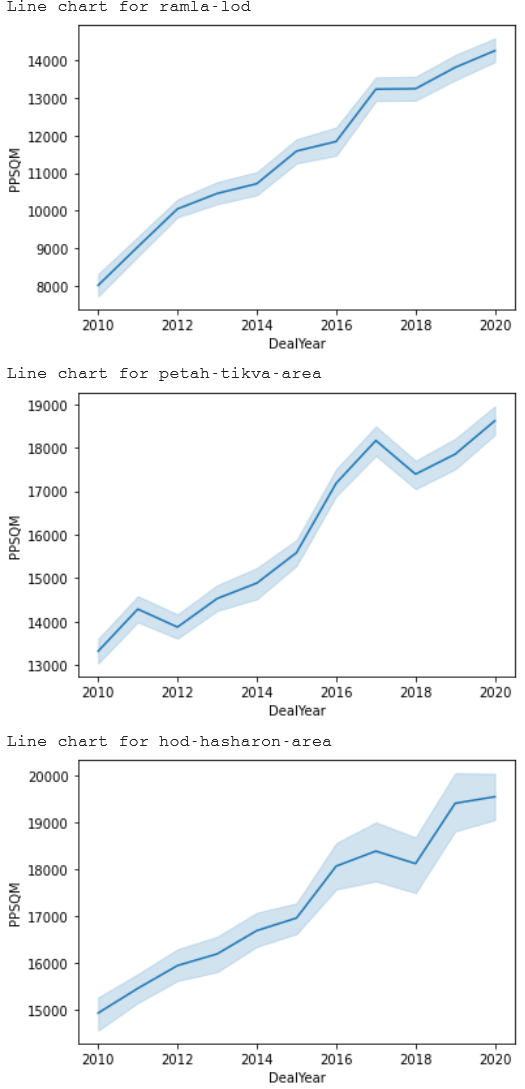 Line chart for ramla-lod
14000
13000
12000
11000
10000
9000
8000
PPSQM
2010 2012 2014 2016 2018 2020
DealYear
Line chart for petah-tikva-area
19000
18000
17000
16000
15000
14000
13000
PPSQM
2010 2012 2014 2016 2018 2020
DealYear
Line chart for hod-hasharon-area
20000
19000
18000
17000
16000
15000
PPSQM
2010 2012 2014 2016 2018 2020
DealYear